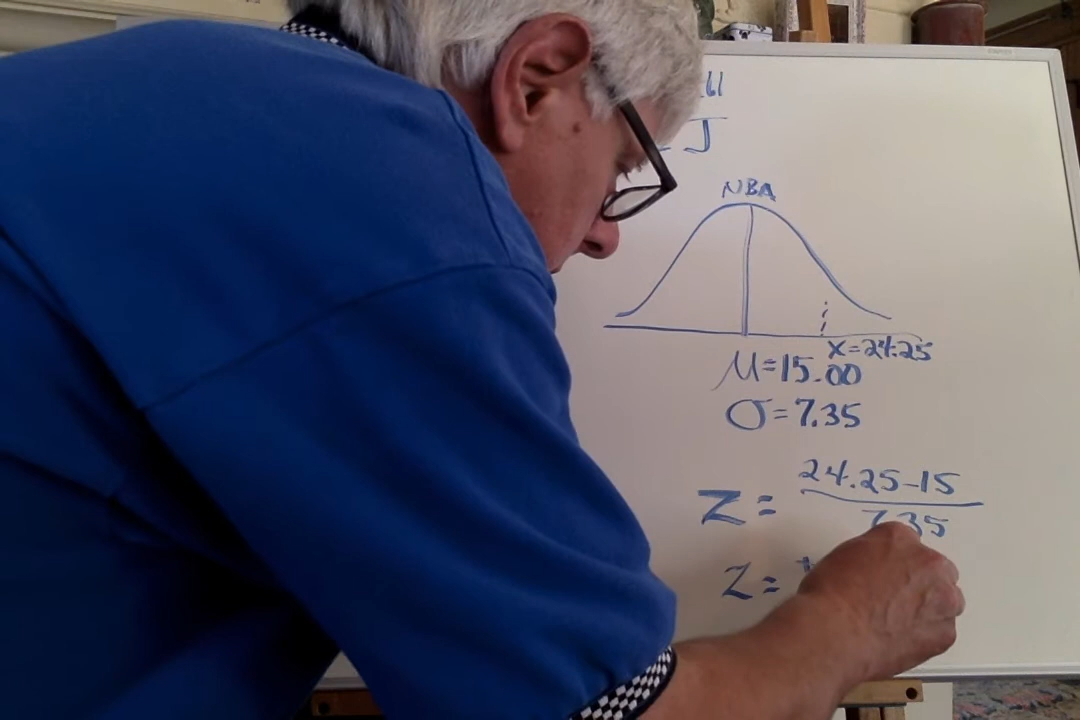 NBA
X=24.25
M=15.00
σ=7.35
Z= 24.25-15
7.35
Z= +